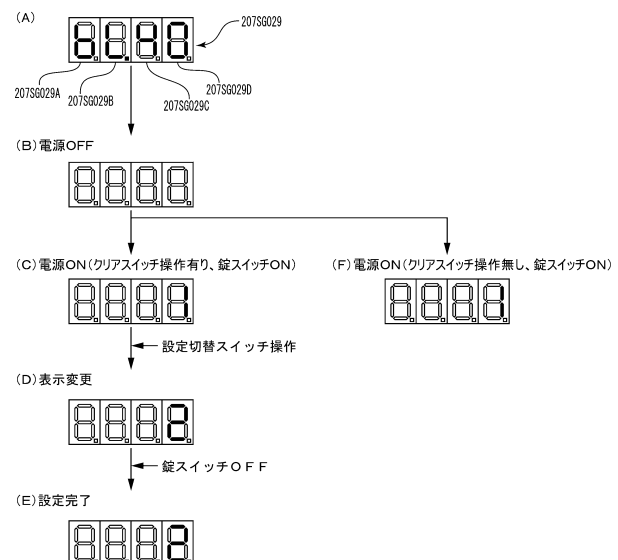 (A)
207SG029
207SG029A
207SG029B
207SG029C
207SG029D
(B)電源OFF
(C)電源ON(クリアスイッチ操作有り、錠スイッチON)
(F)電源ON(クリアスイッチ操作無し、錠スイッチON)
1
1
設定切替スイッチ操作
(D)表示変更
2
錠スイッチOFF
(E)設定完了
2